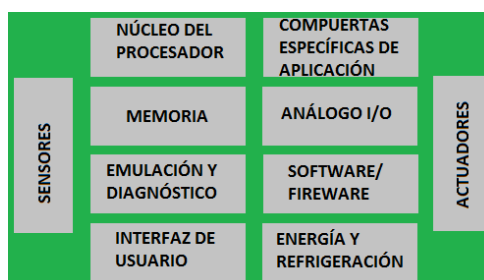 SENSORES
NÚCLEO DEL
PROCESADOR
COMPUERTAS
ESPECÍFICAS DE
APLICACIÓN
MEMORIA
ANÁLOGO I/O
EMULACIÓN Y
DIAGNÓSTICO
SOFTWARE/
FIREWARE
INTERFAZ DE
USUARIO
ENERGÍA Y
REFRIGERACIÓN
ACTUADORES